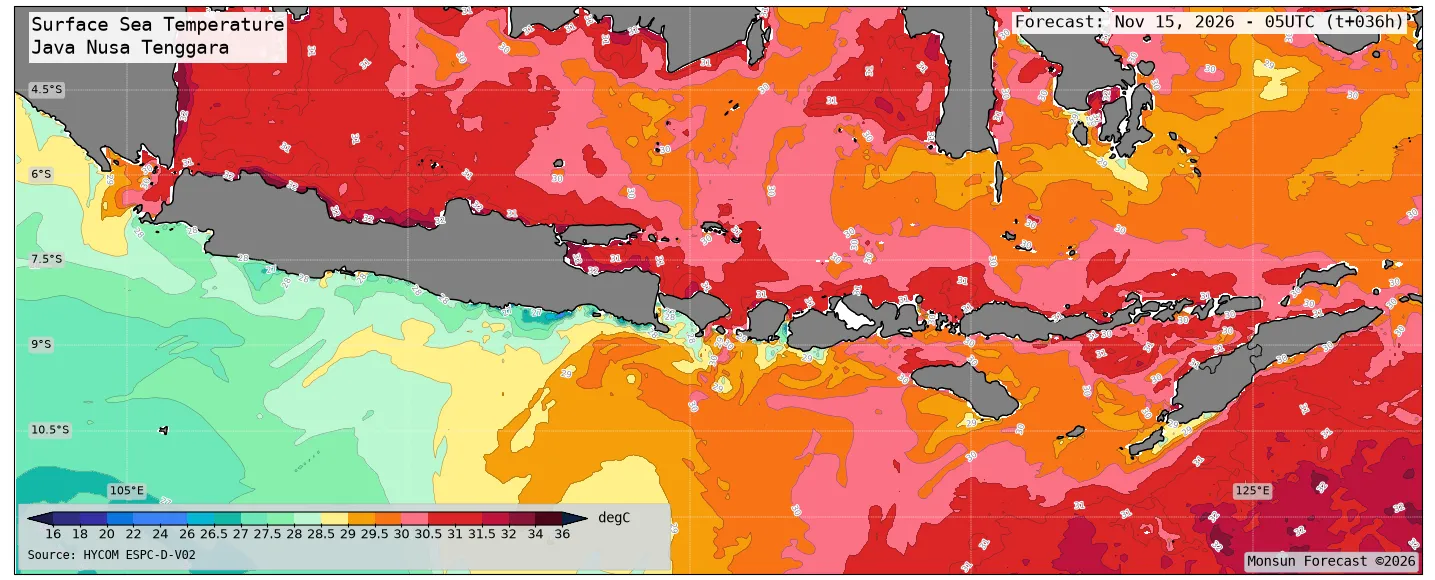 Surface Sea Temperature
Java Nusa Tenggara
Forecast: Nov 15, 2026 - 05UTC (t+036h)
4.5°S
6°S
7.5°S
9°S
10.5°S
105°E
125°E
16 18 20 22 24 26 26.5 27 27.5 28 28.5 29 29.5 30 30.5 31 31.5 32 34 36
degC
Source: HYCOM ESPC-D-V02
Monsun Forecast ©2026